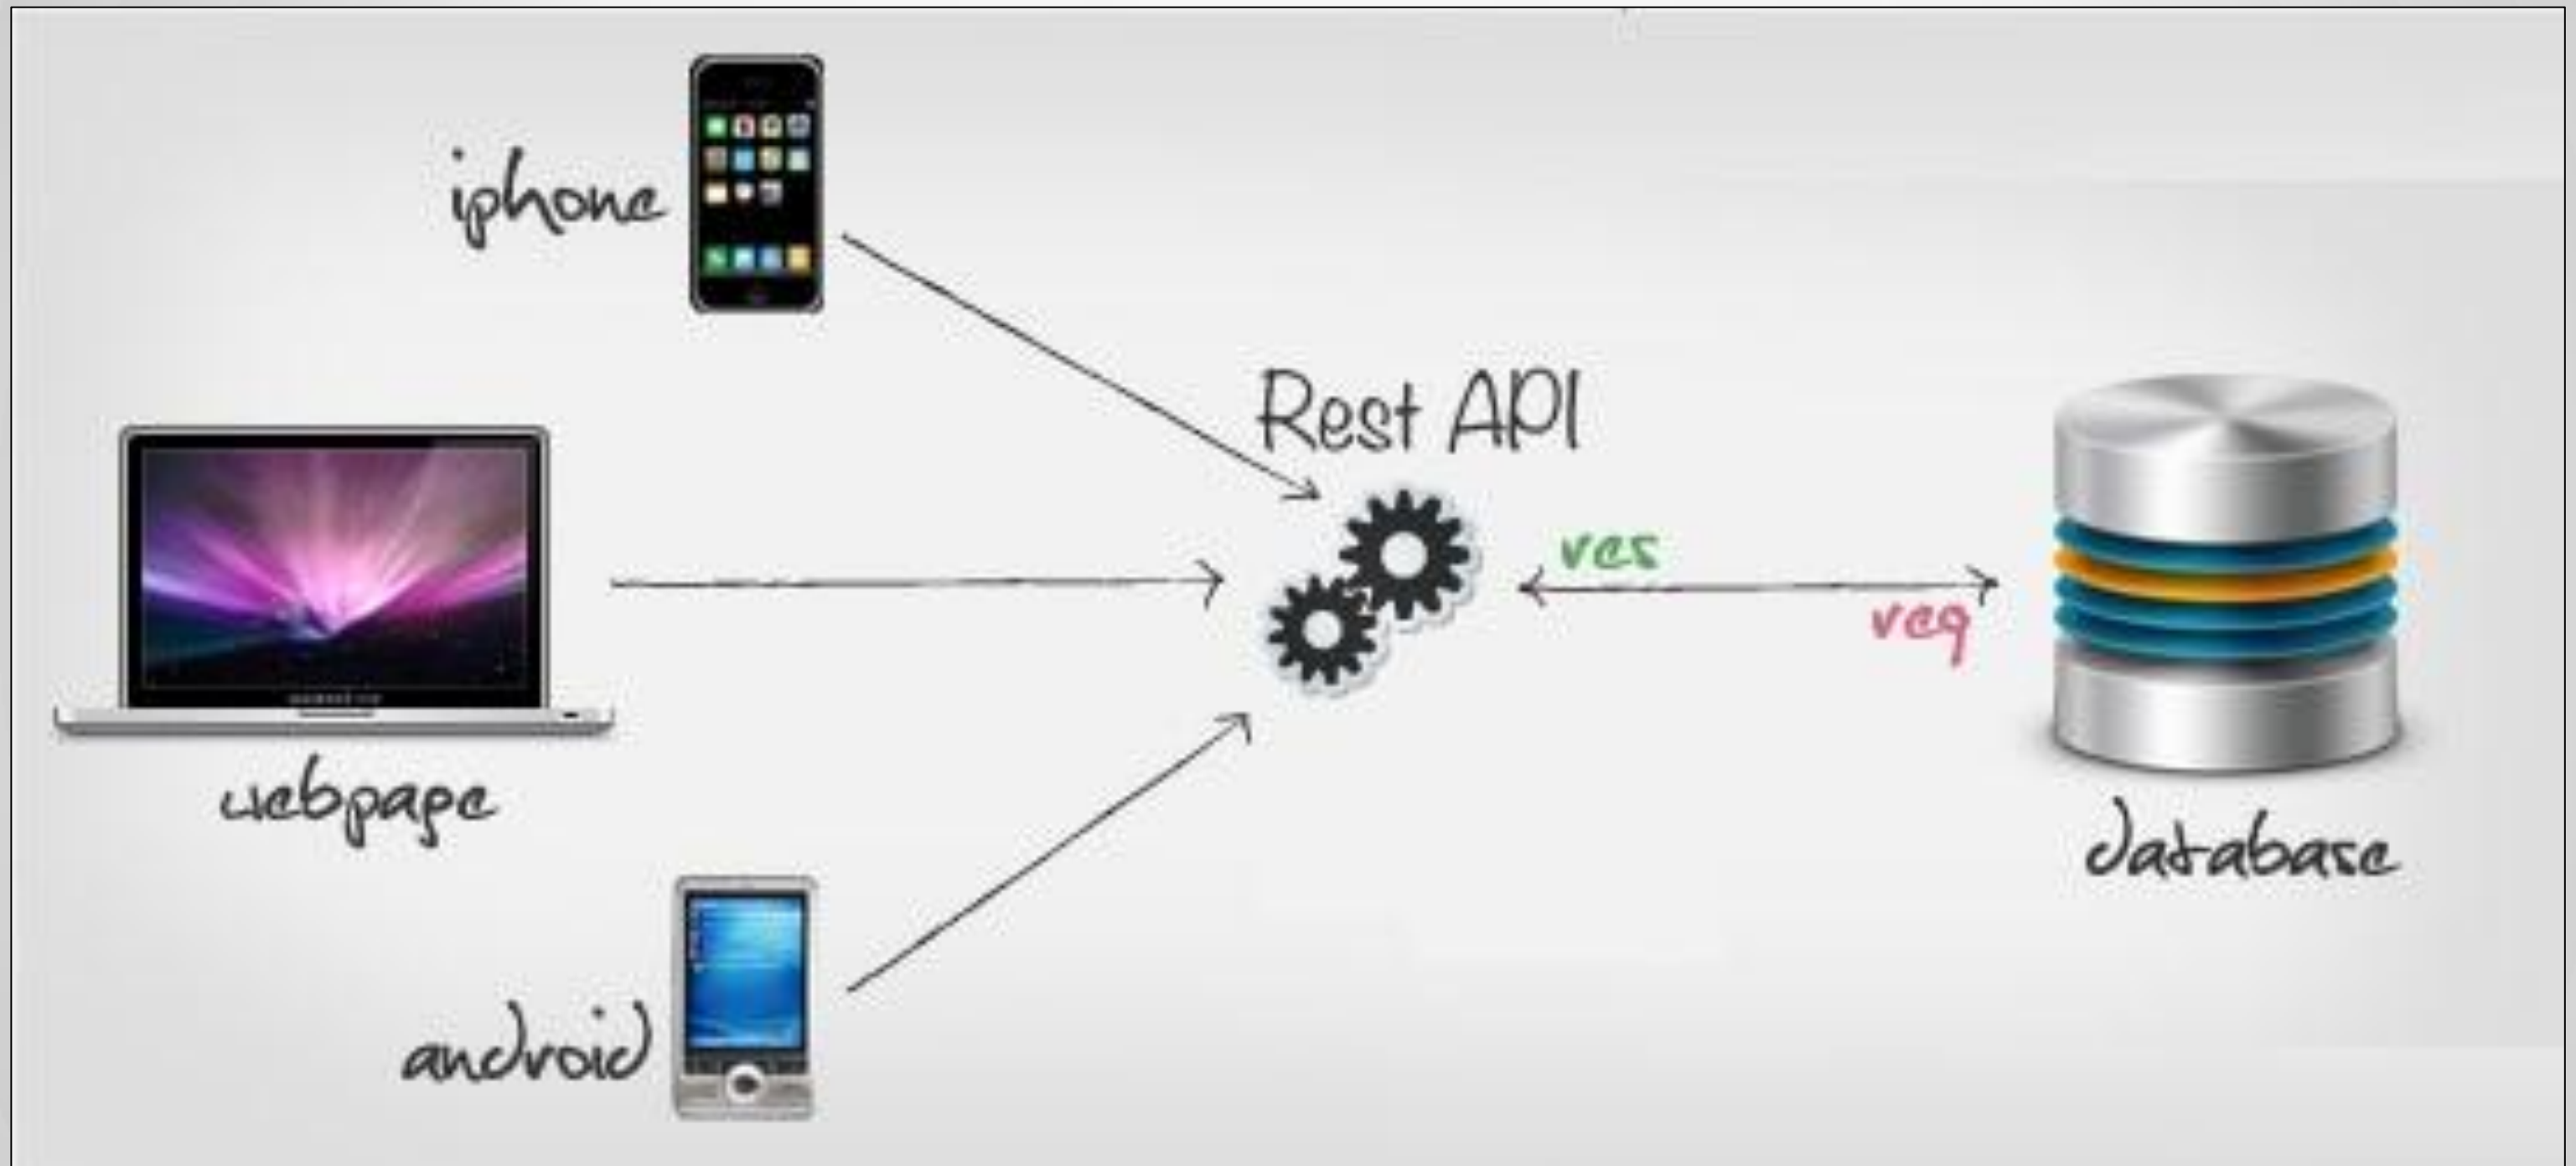 iphone
Rest API
res
req
webpage
database
android